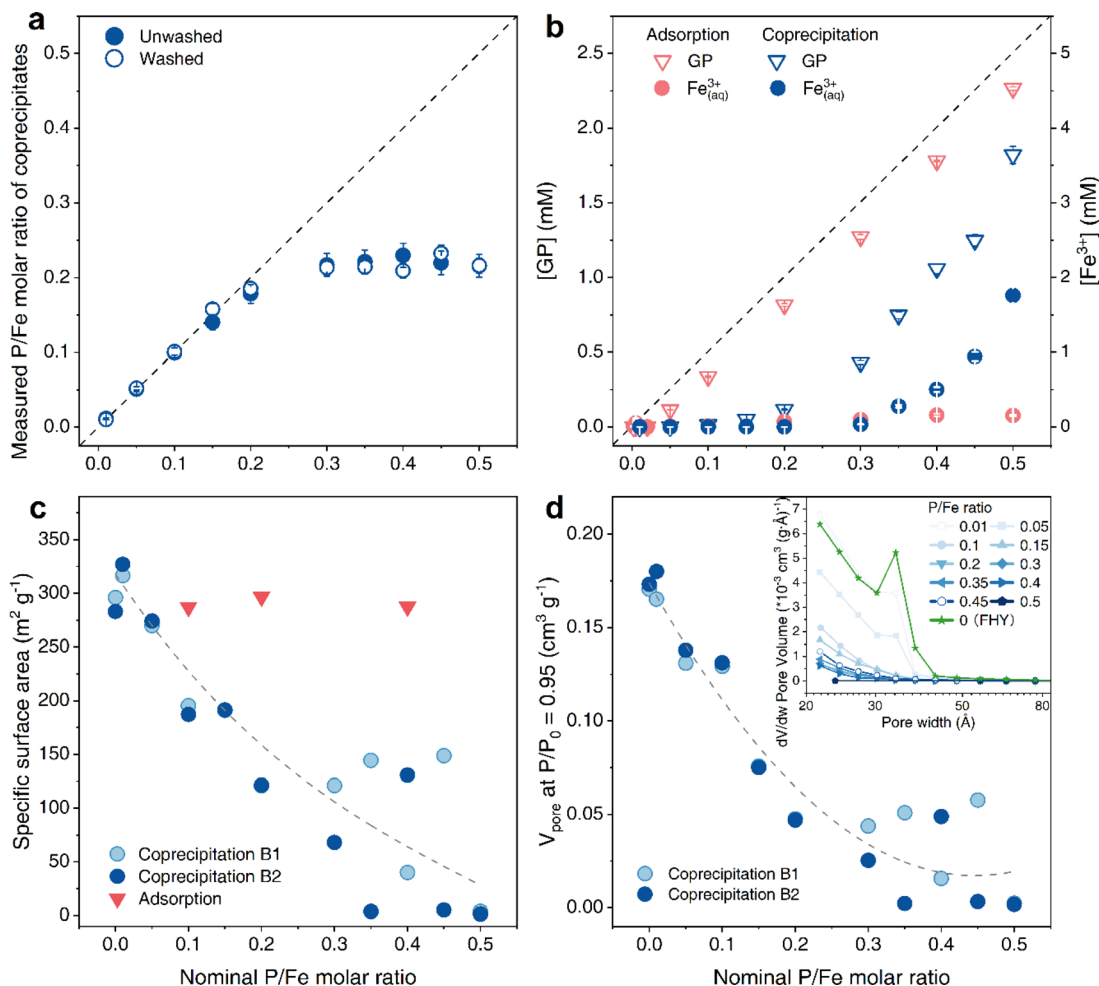 a
Unwashed
Washed
Measured P/Fe molar ratio of coprecipitates
0.5
0.4
0.3
0.2
0.1
0.0
0.0 0.1 0.2 0.3 0.4 0.5
b
Adsorption Coprecipitation
GP GP
Fe3+(aq) Fe3+(aq)
[GP] (mM)
2.5
2.0
1.5
1.0
0.5
0.0
[Fe3+] (mM)
5
4
3
2
1
0
0.0 0.1 0.2 0.3 0.4 0.5
c
Specific surface area (m2 g-1)
350
300
250
200
150
100
50
0
Coprecipitation B1
Coprecipitation B2
Adsorption
0.0 0.1 0.2 0.3 0.4 0.5
Nominal P/Fe molar ratio
d
Vpore at P/P0 = 0.95 (cm3 g-1)
0.20
0.15
0.10
0.05
0.00
dV/dw Pore Volume (*10-3 cm3 (g·Å)-1)
7
6
5
4
3
2
1
0
P/Fe ratio
0.01 0.05
0.1 0.15
0.2 0.3
0.35 0.4
0.45 0.5
0 (FHY)
20 30 50 80
Pore width (Å)
Coprecipitation B1
Coprecipitation B2
0.0 0.1 0.2 0.3 0.4 0.5
Nominal P/Fe molar ratio